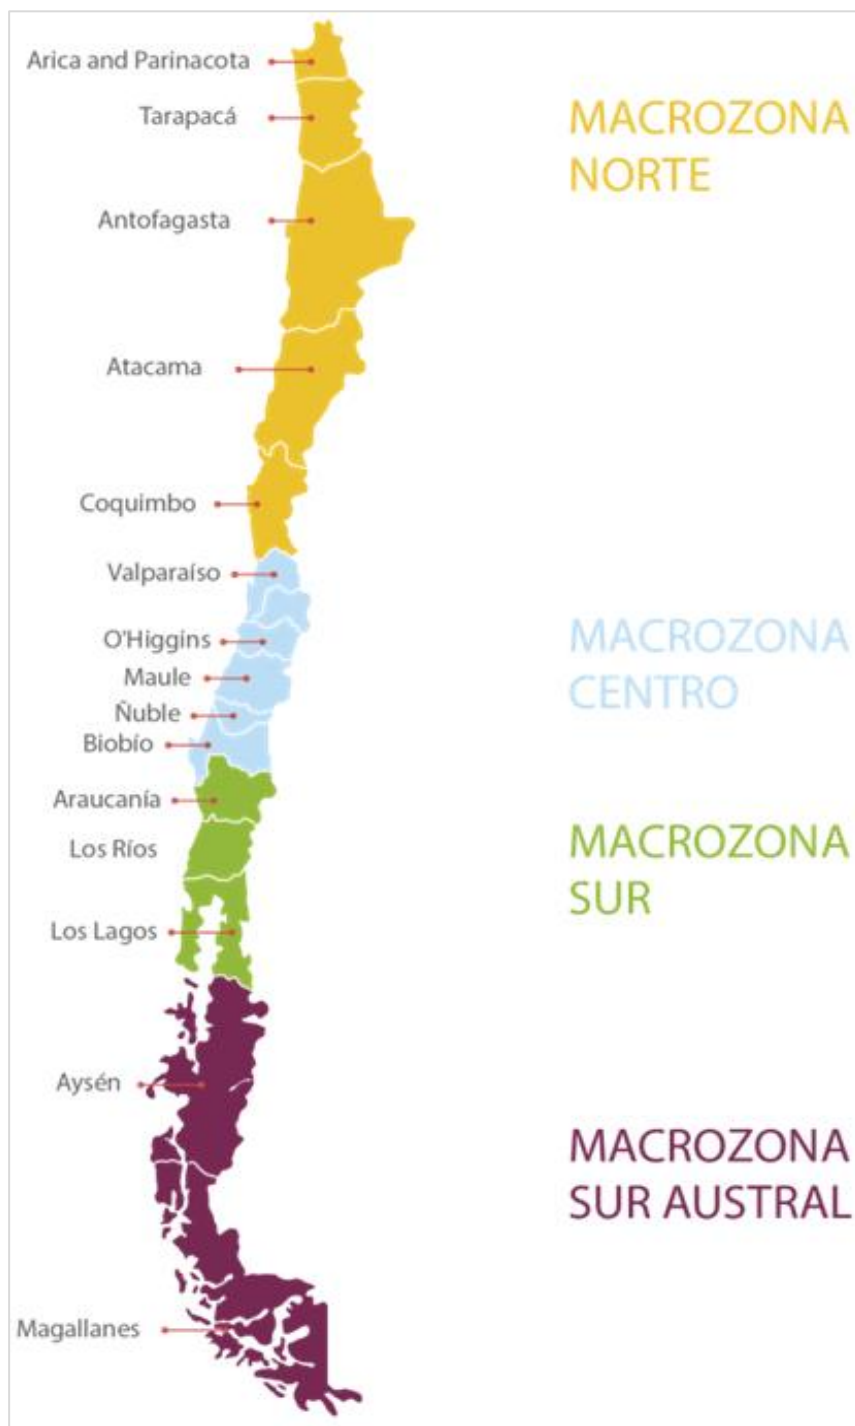 Arica and Parinacota
Tarapacá
MACROZONA
NORTE
Antofagasta
Atacama
Coquimbo
Valparaíso
O'Higgins
MACROZONA
CENTRO
Maule
Ñuble
Biobío
Araucanía
Los Ríos
MACROZONA
SUR
Los Lagos
Aysén
MACROZONA
SUR AUSTRAL
Magallanes